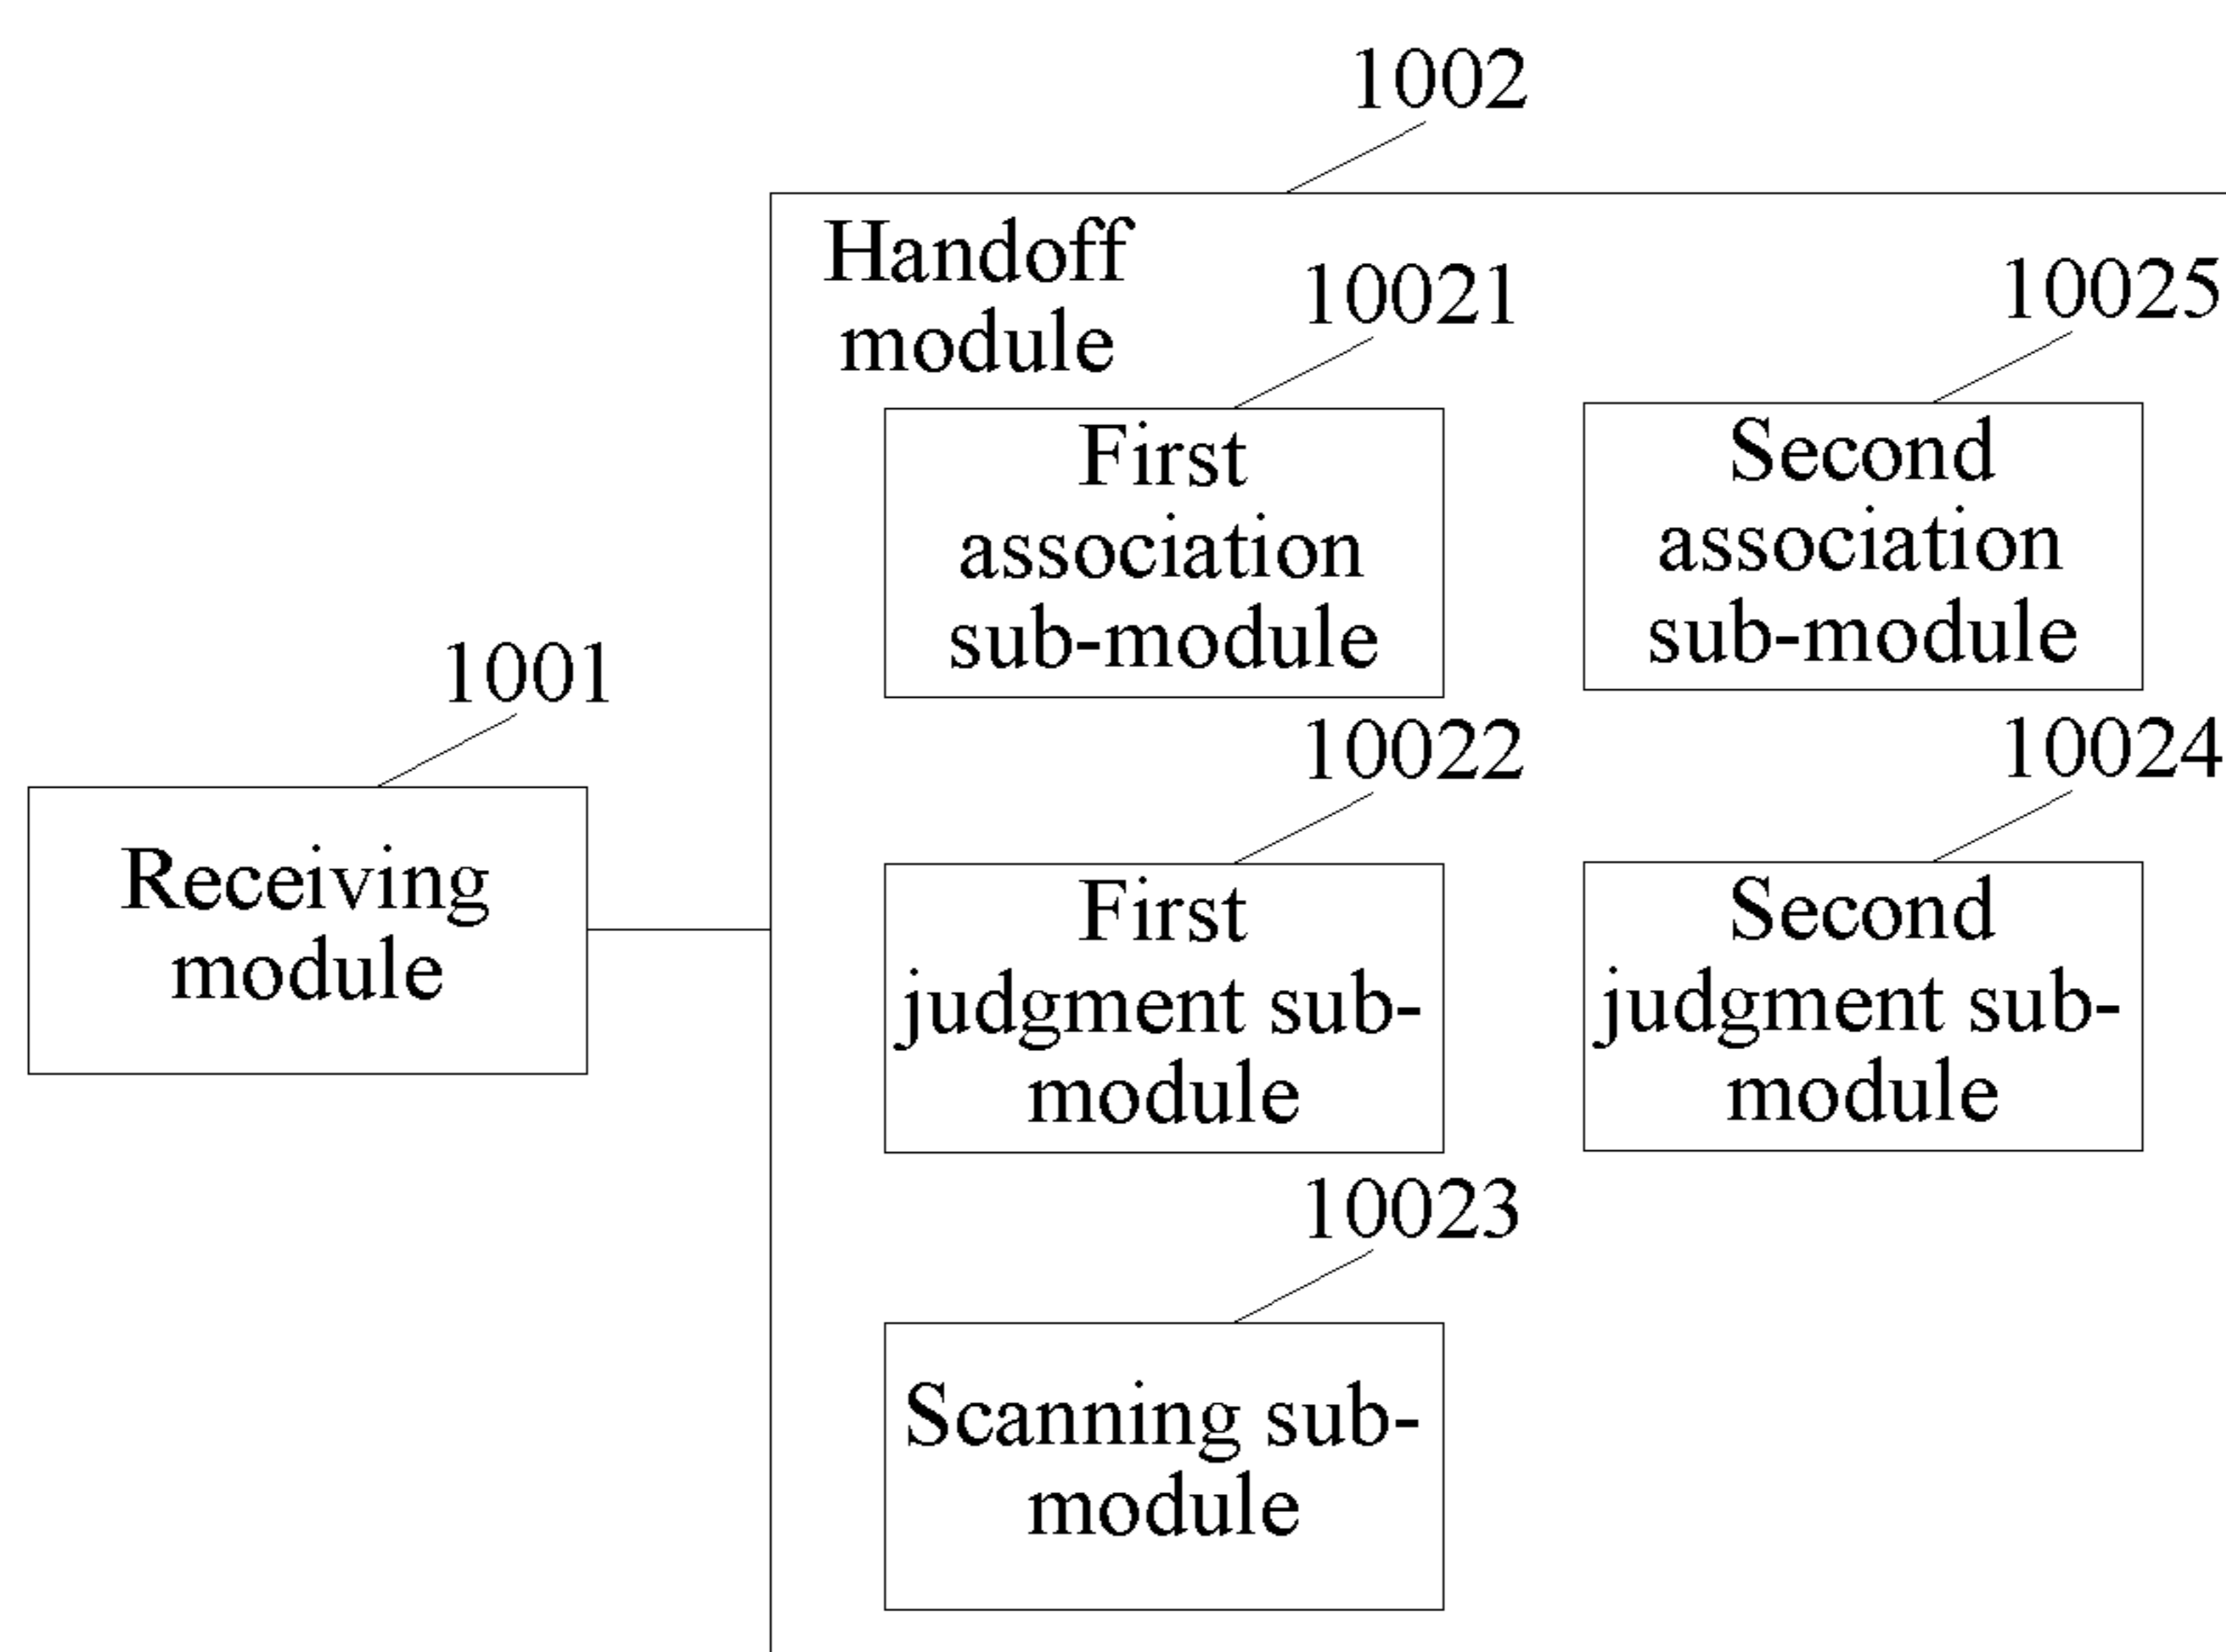 1002
Handoff
module
10021
10025
First
association
sub-module
Second
association
sub-module
1001
Receiving
module
10022
10024
First
judgment sub-
module
Second
judgment sub-
module
10023
Scanning sub-
module